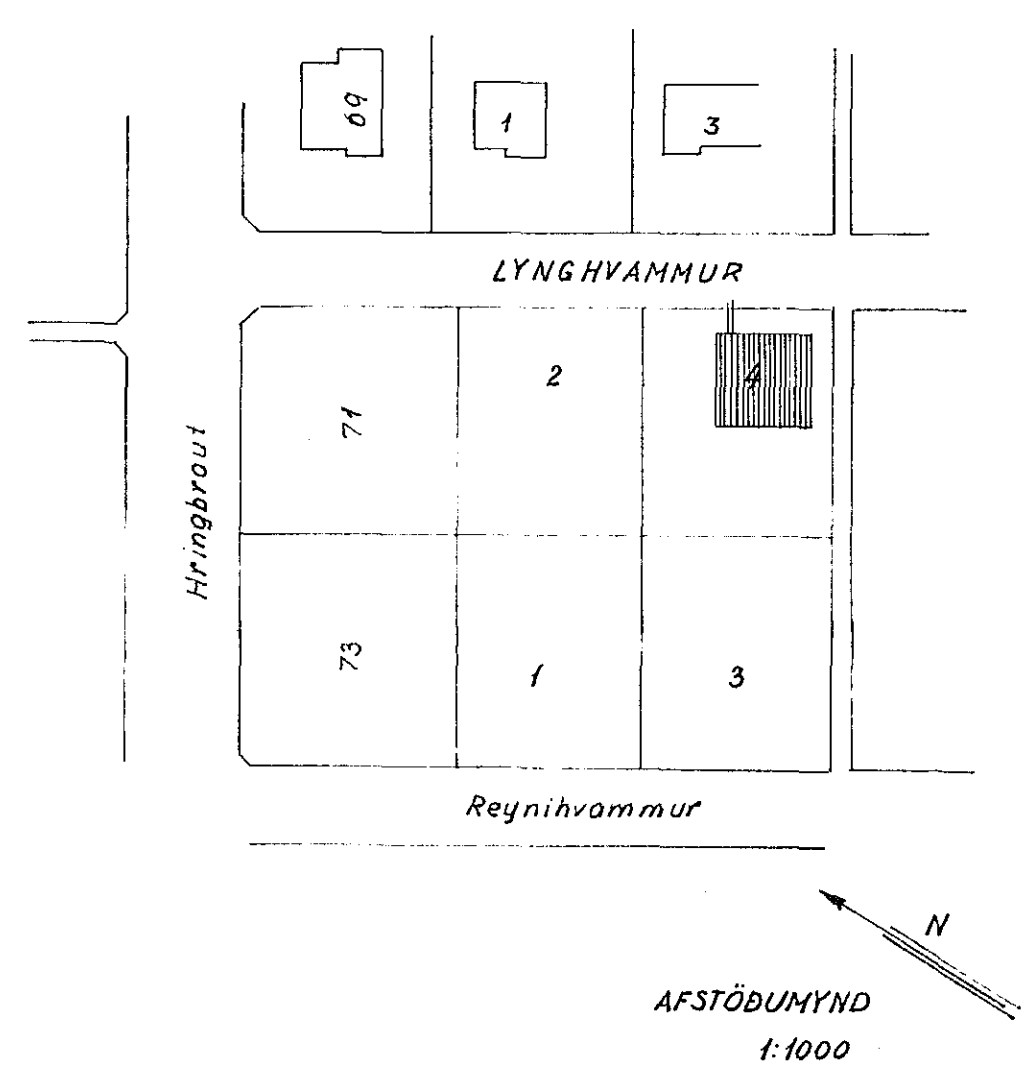 69
1
3
LYNGHVAMMUR
2
4
71
Hringbraut
73
1
3
Reynihvammur
N
AFSTÖÐUMYND
1:1000